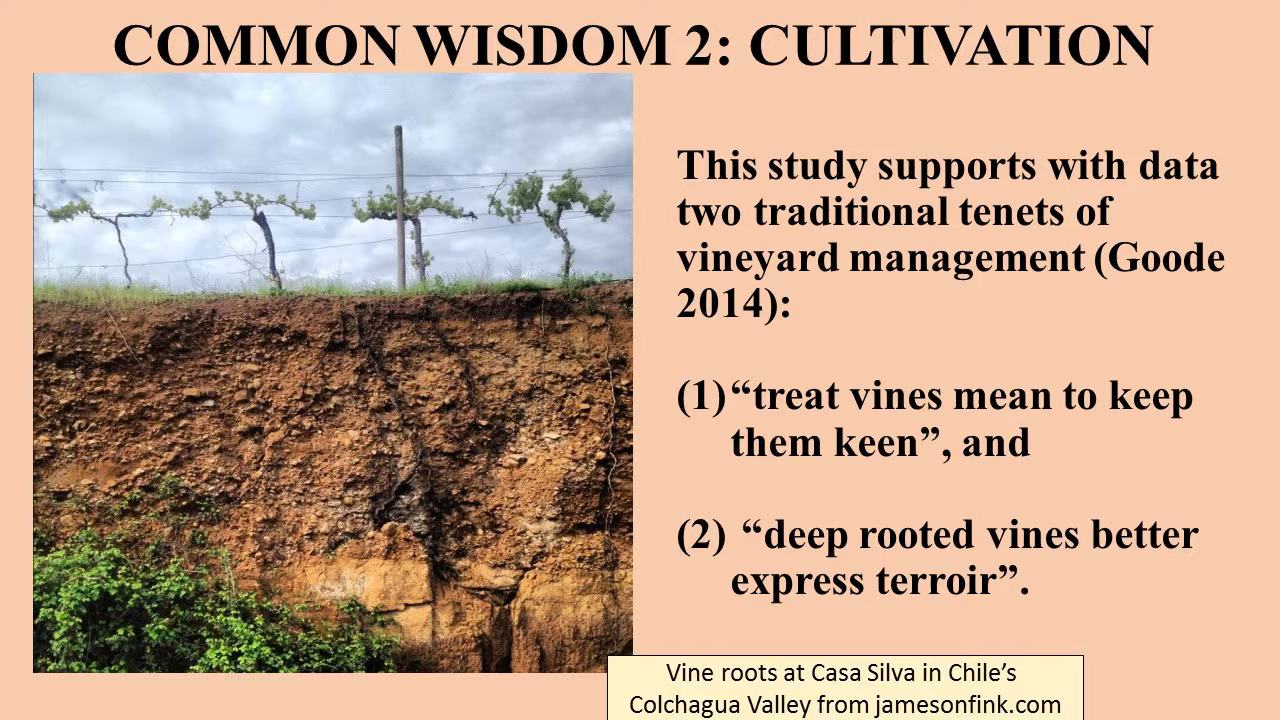 COMMON WISDOM 2: CULTIVATION
This study supports with data
two traditional tenets of
vineyard management (Goode
2014):
(1) “treat vines mean to keep
them keen”, and
(2) “deep rooted vines better
express terroir”.
Vine roots at Casa Silva in Chile’s
Colchagua Valley from jamesonfink.com